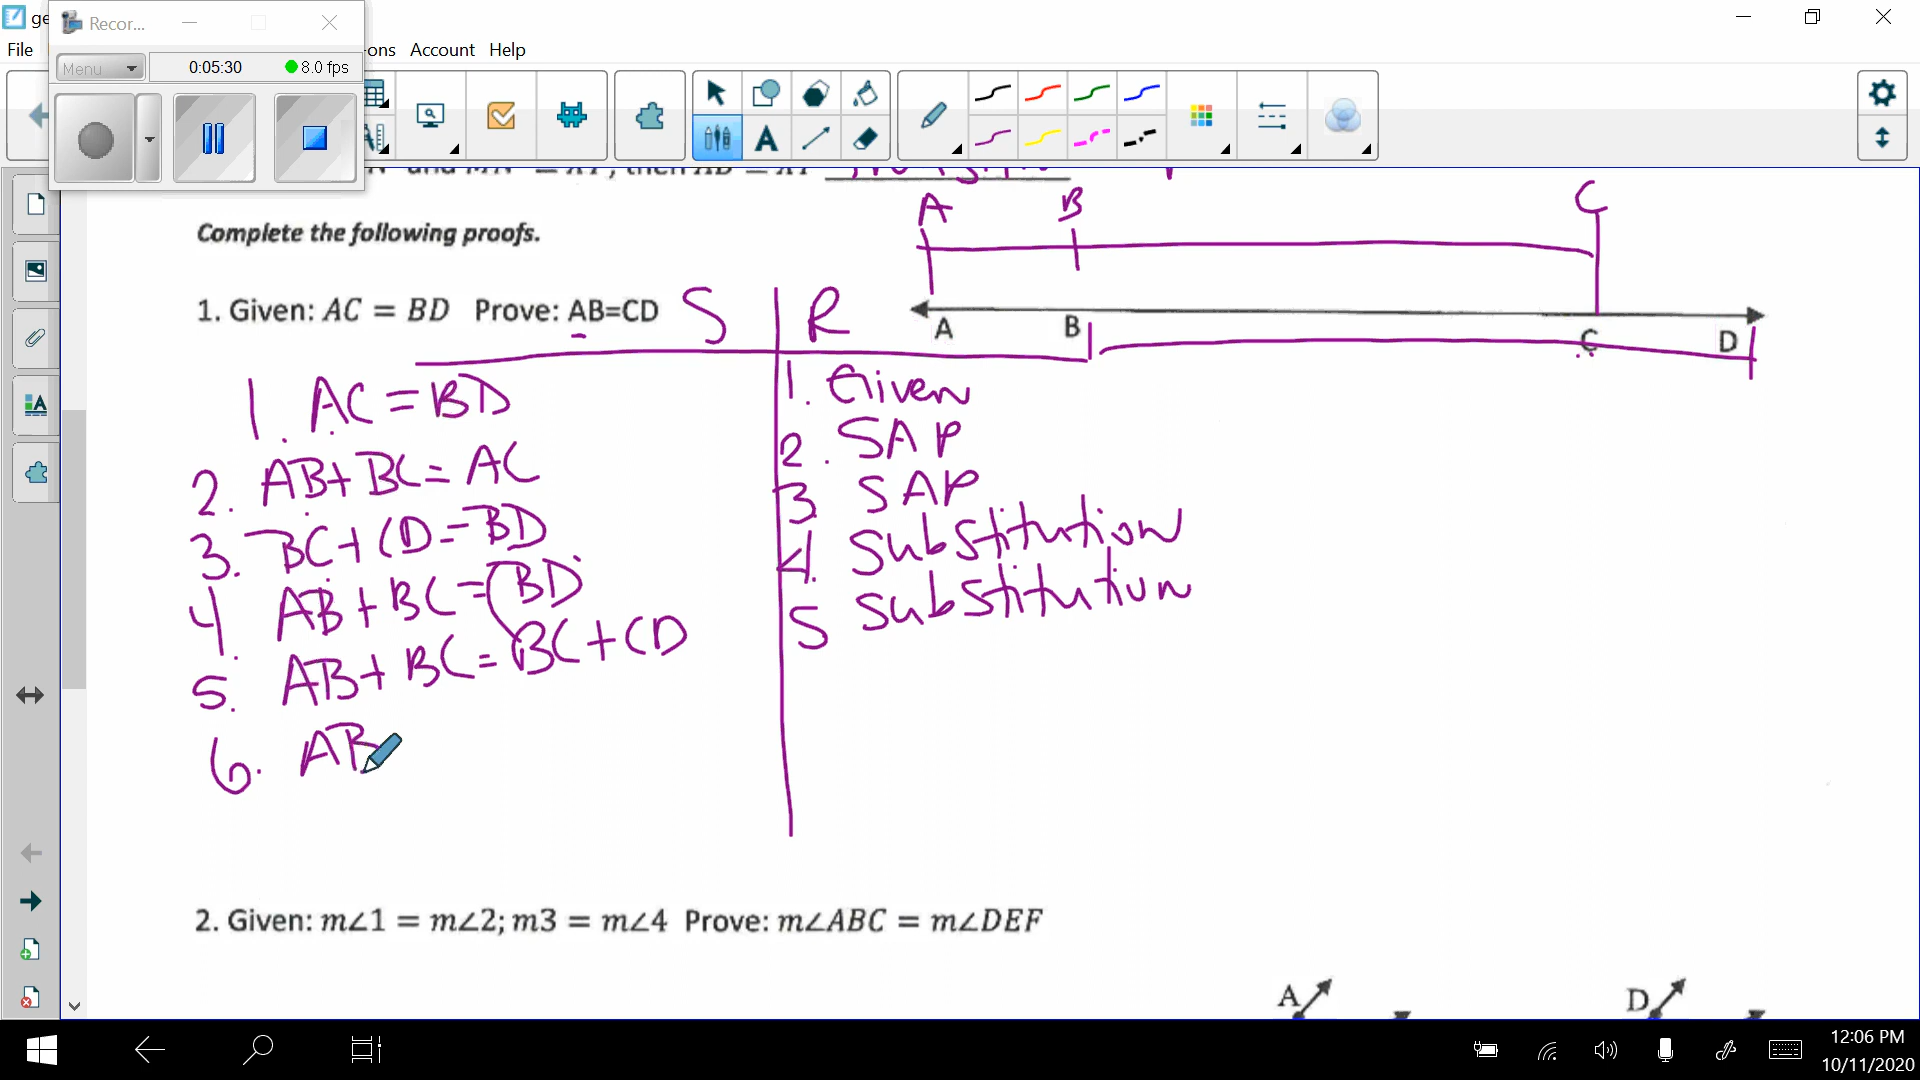 ge
Recor...
File
ons Account Help
Menu
0:05:30
8.0 fps
A B C
Complete the following proofs.
1. Given: AC = BD Prove: AB=CD S R
A B C D
1. AC = BD 1. Given
2. AB + BC = AC 2. SAP
3. BC + CD = BD 3 SAP
4. AB + BC = BD 4. Substitution
5. AB + BC = BC + CD 5 Substitution
6. AB
2. Given: m∠1 = m∠2; m3 = m∠4 Prove: m∠ABC = m∠DEF
A D
12:06 PM
10/11/2020